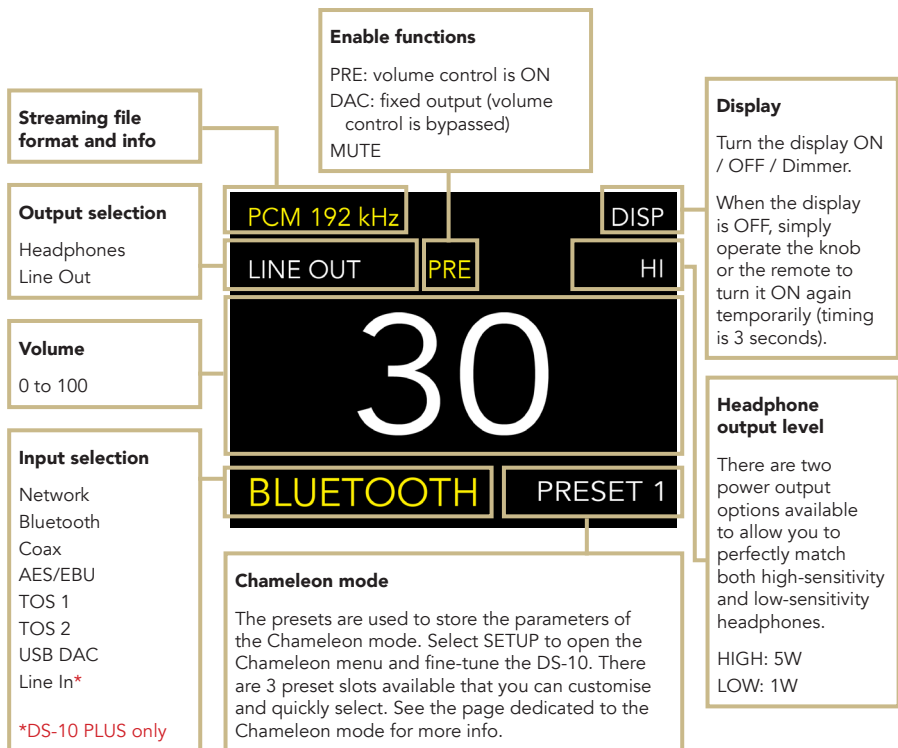 Enable functions
PRE: volume control is ON
DAC: fixed output (volume
control is bypassed)
MUTE
Streaming file
format and info
Output selection
Headphones
Line Out
Volume
0 to 100
Input selection
Network
Bluetooth
Coax
AES/EBU
TOS 1
TOS 2
USB DAC
Line In*
*DS-10 PLUS only
PCM 192 kHz
DISP
LINE OUT
PRE
HI
30
BLUETOOTH
PRESET 1
Chameleon mode
The presets are used to store the parameters of
the Chameleon mode. Select SETUP to open the
Chameleon menu and fine-tune the DS-10. There
are 3 preset slots available that you can customise
and quickly select. See the page dedicated to the
Chameleon mode for more info.
Display
Turn the display ON
/ OFF / Dimmer.
When the display
is OFF, simply
operate the knob
or the remote to
turn it ON again
temporarily (timing
is 3 seconds).
Headphone
output level
There are two
power output
options available
to allow you to
perfectly match
both high-sensitivity
and low-sensitivity
headphones.
HIGH: 5W
LOW: 1W